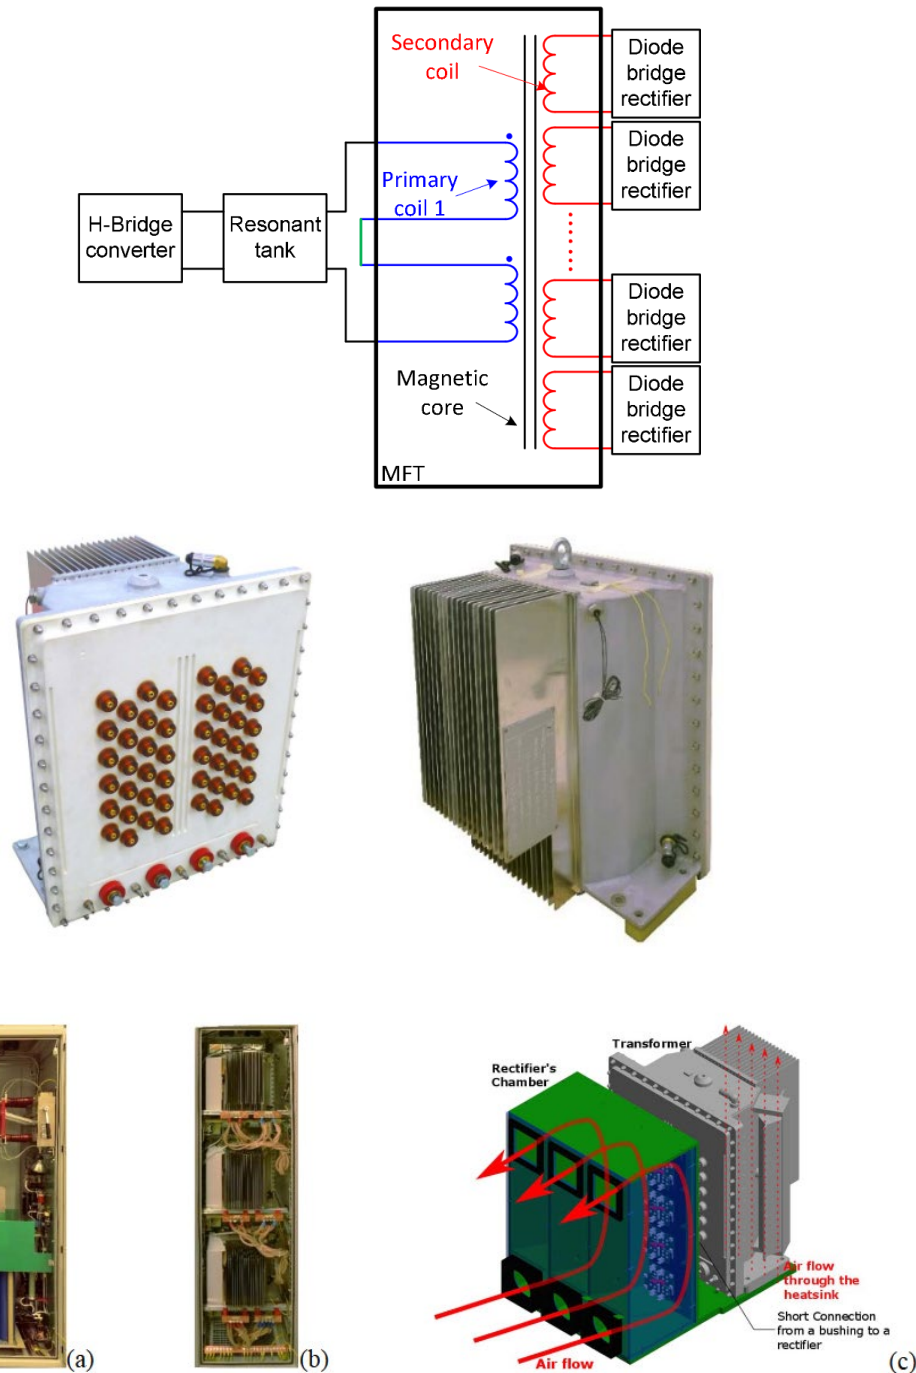 Secondary
coil
Diode
bridge
rectifier
Diode
bridge
rectifier
Primary
coil 1
H-Bridge
converter
Resonant
tank
Diode
bridge
rectifier
Magnetic
core
Diode
bridge
rectifier
MFT
Transformer
Rectifier's
Chamber
Air flow
through the
heatsink
Short Connection
from a bushing to a
rectifier
Air flow
(a)
(b)
(c)